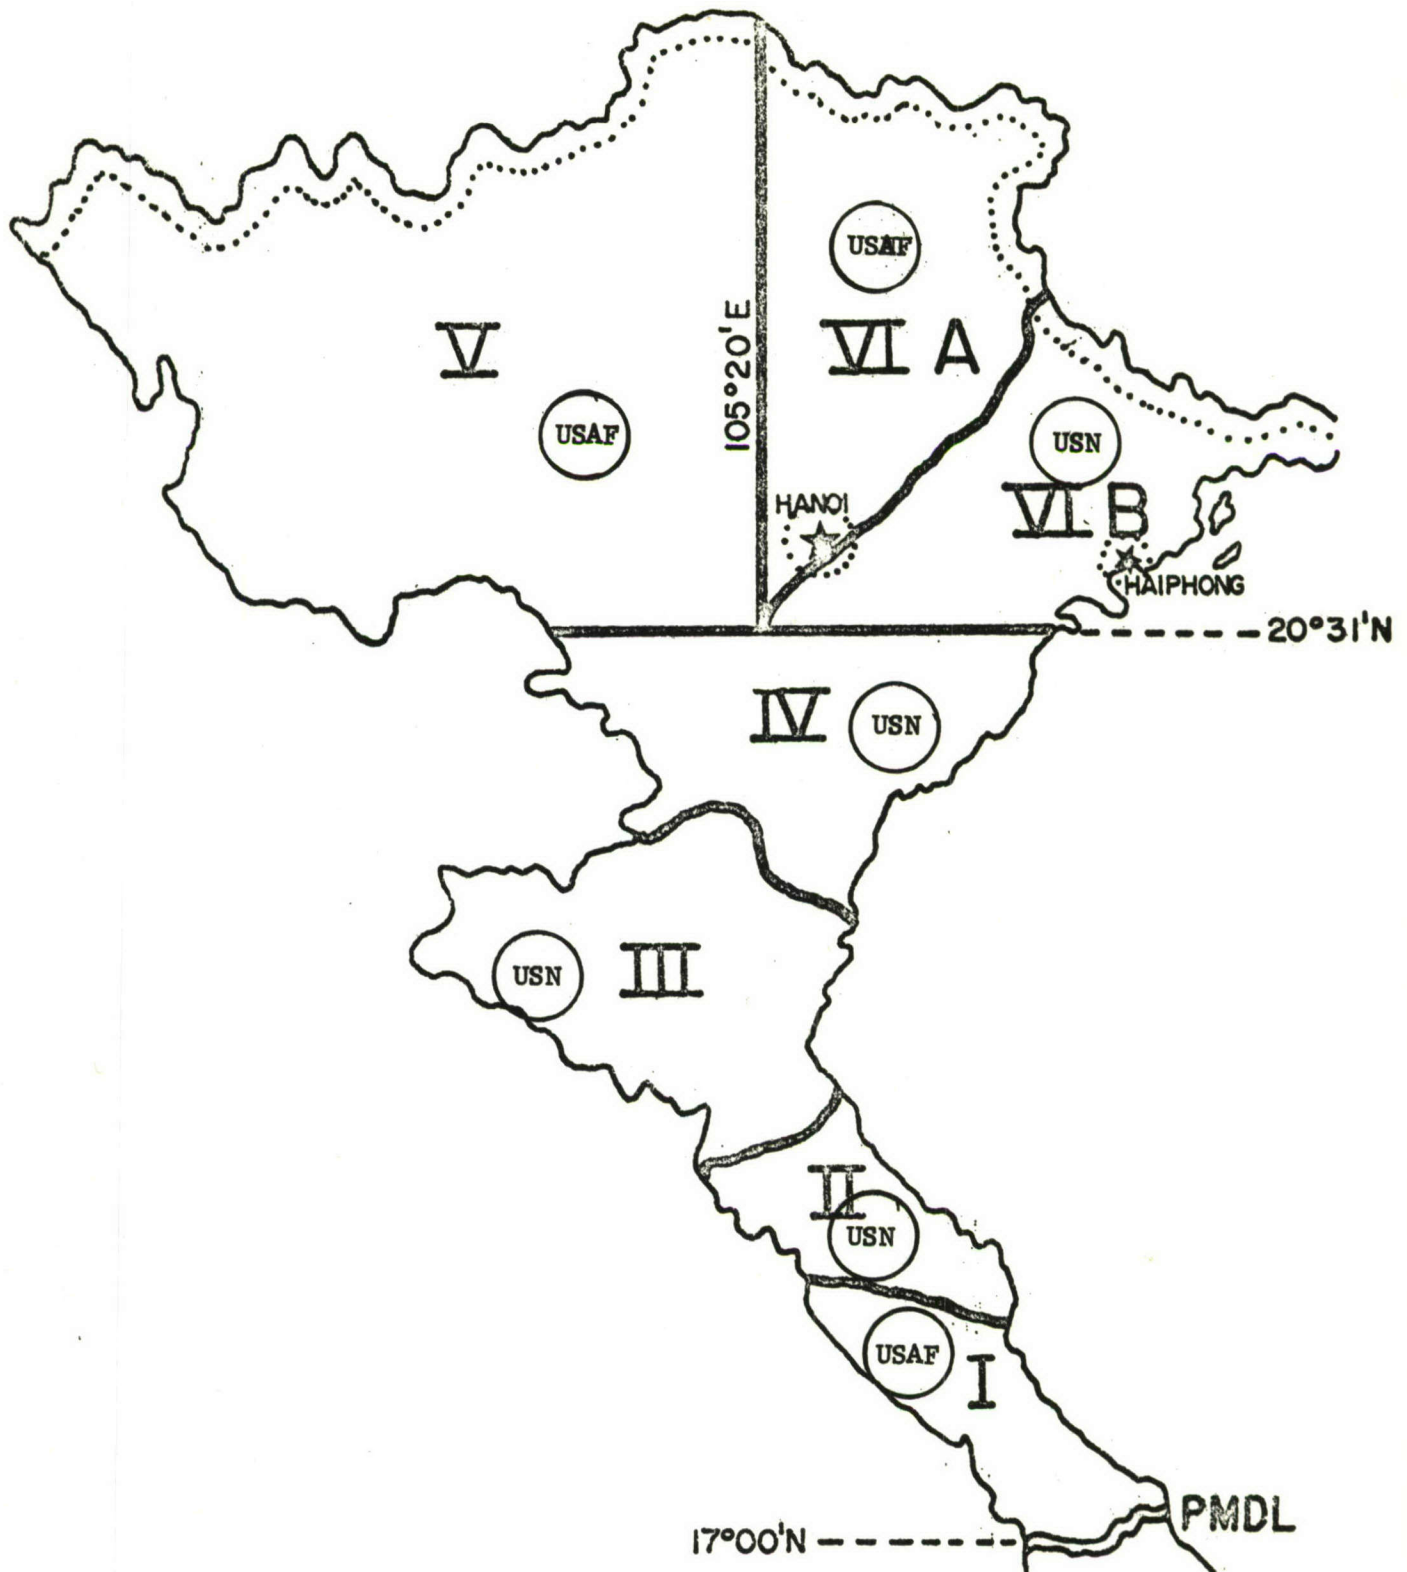 USAF
105°20'E
V
VI A
USAF
USN
VI B
HANOI
HAIPHONG
20°31'N
IV
USN
USN
III
II
USN
USAF
I
PMDL
17°00'N